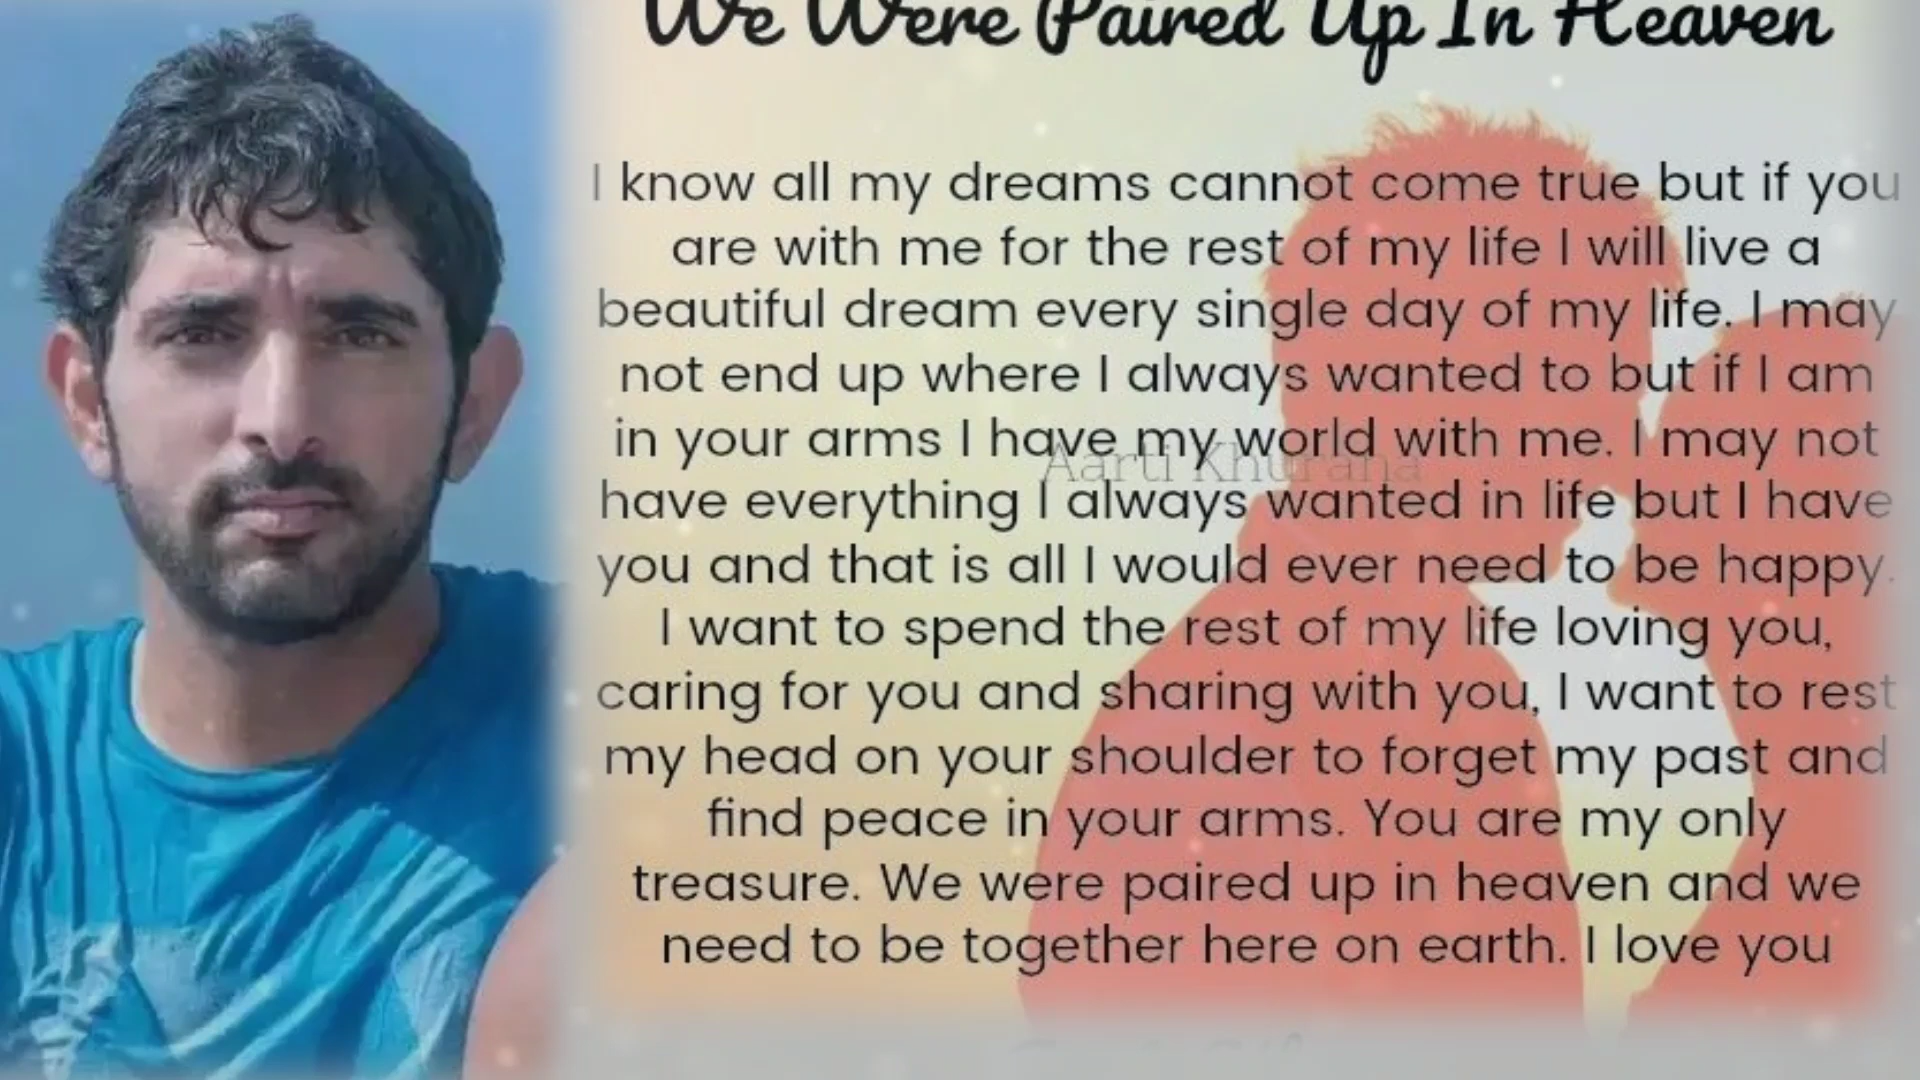 We Were Paired Up In Heaven
I know all my dreams cannot come true but if you
are with me for the rest of my life I will live a
beautiful dream every single day of my life. I may
not end up where I always wanted to but if I am
in your arms I have my world with me. I may not
Aarti Khurana
have everything I always wanted in life but I have
you and that is all I would ever need to be happy.
I want to spend the rest of my life loving you,
caring for you and sharing with you, I want to rest
my head on your shoulder to forget my past and
find peace in your arms. You are my only
treasure. We were paired up in heaven and we
need to be together here on earth. I love you